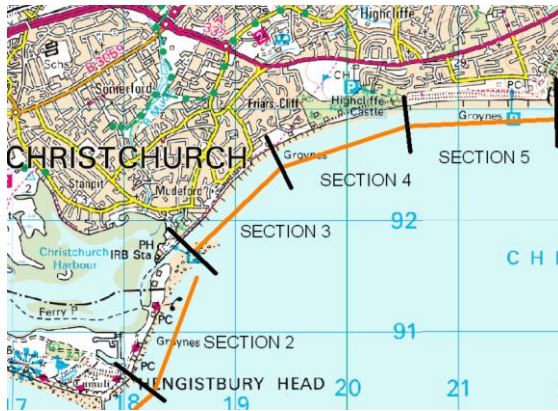 Highcliffe
B 3059
Schs
Somerford
29
CH
P
PC
Friars Cliff
Highcliffe
Castle
Groynes
CHRISTCHURCH
Groynes
SECTION 5
Stanpit
Mudeford
SECTION 4
92
SECTION 3
PH
IRB Sta
Christchurch
Harbour
C H
Ferry P
PC
91
Groynes
SECTION 2
PC
Tumuli
HENGISTBURY HEAD
17
18
19
20
21